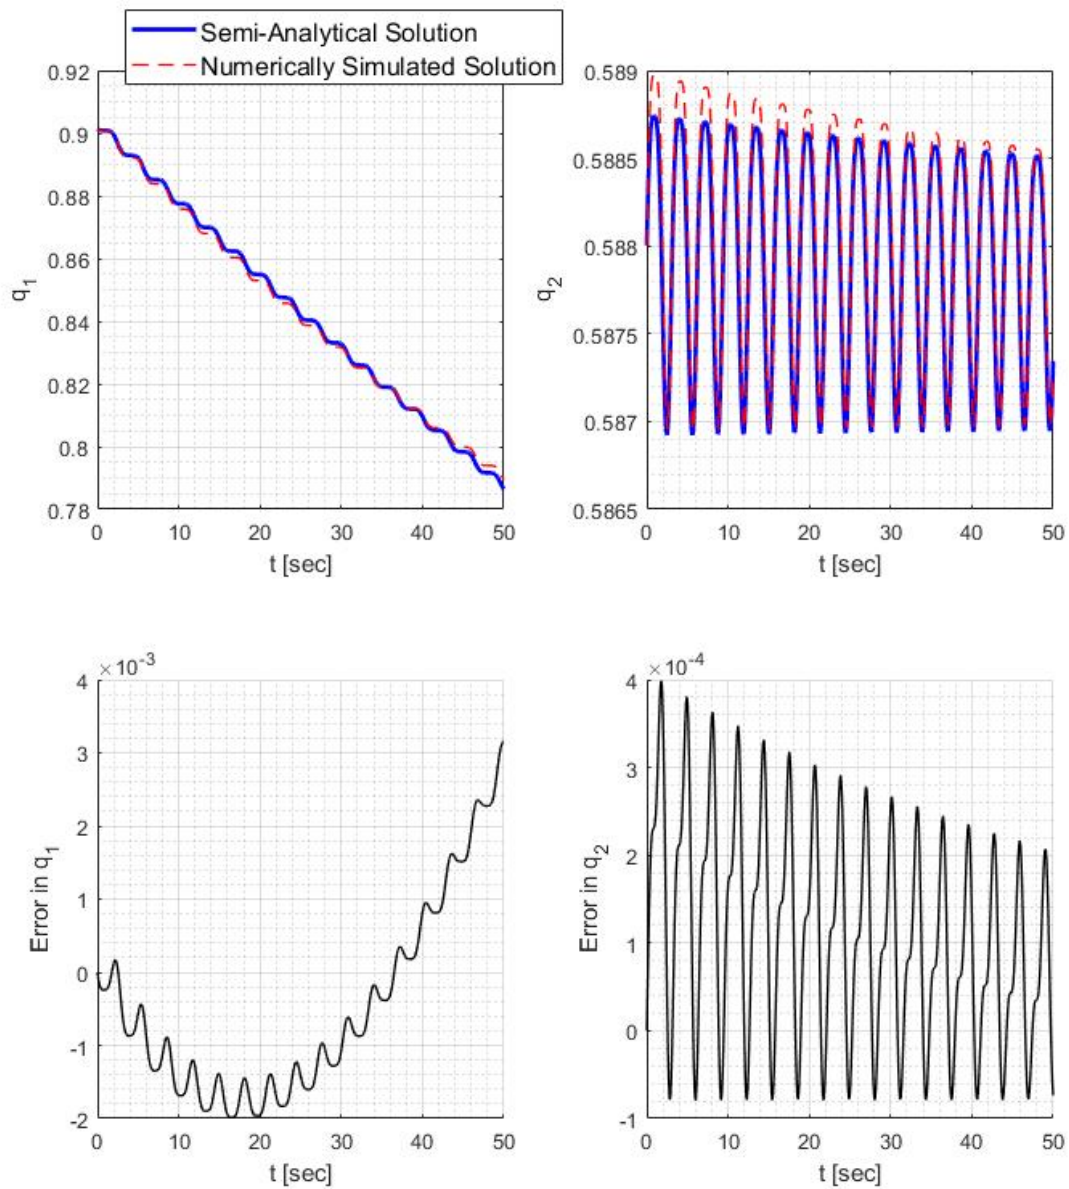 Semi-Analytical Solution
Numerically Simulated Solution
0.92
0.9
0.88
0.86
0.84
0.82
0.8
0.78
q1
0 10 20 30 40 50
t [sec]
0.589
0.5885
0.588
0.5875
0.587
0.5865
q2
0 10 20 30 40 50
t [sec]
×10-3
4
3
2
1
0
-1
-2
Error in q1
0 10 20 30 40 50
t [sec]
×10-4
4
3
2
1
0
-1
Error in q2
0 10 20 30 40 50
t [sec]